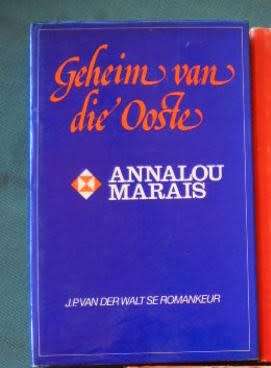 Geheim van
die Ooste
ANNALOU
MARAIS
J.P. VAN DER WALT SE ROMANKEUR